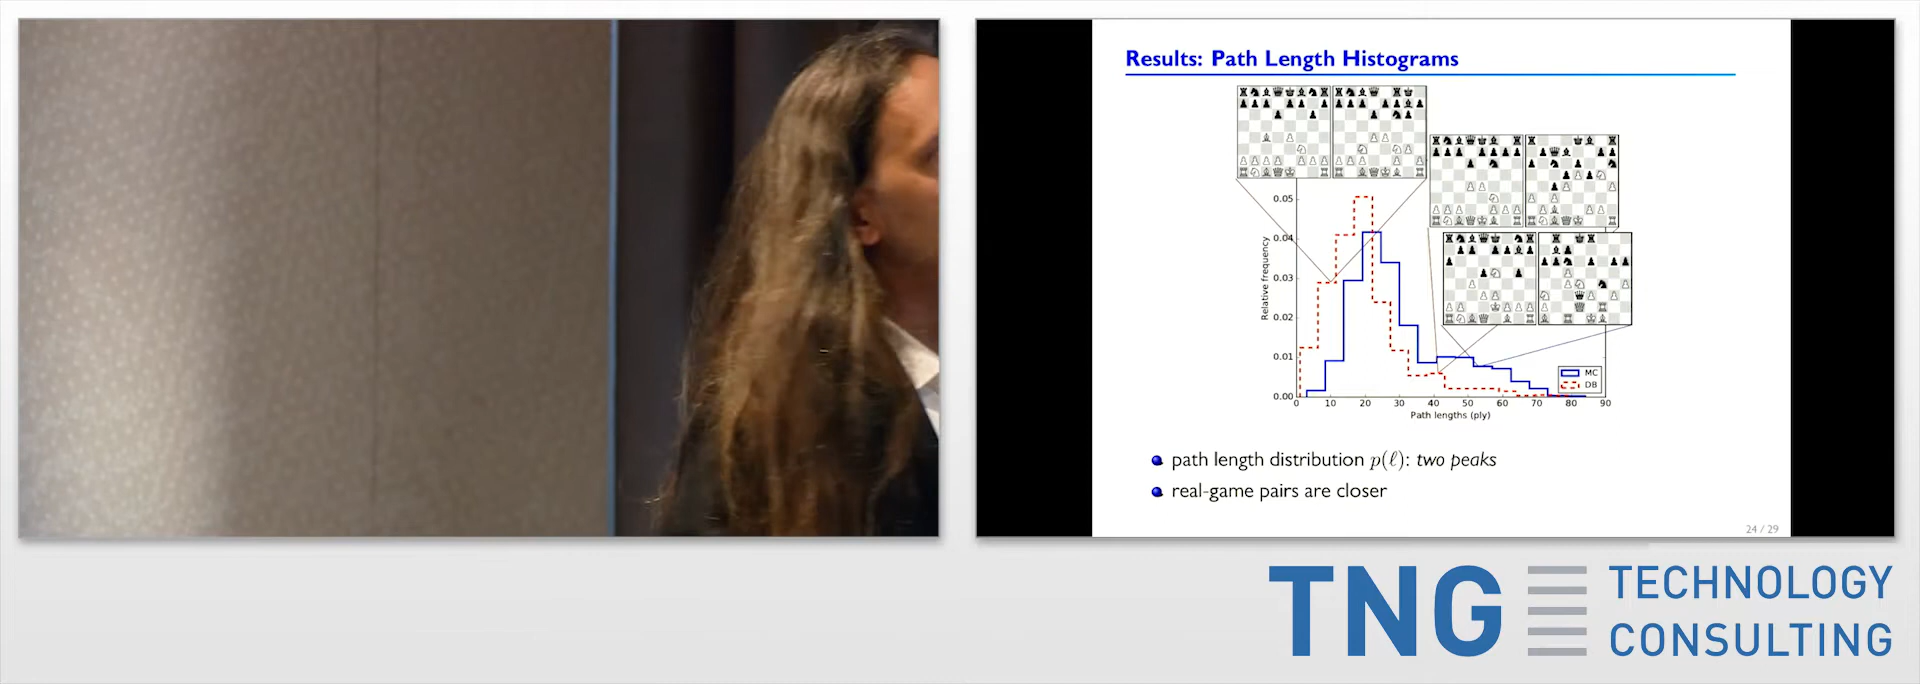 Results: Path Length Histograms
0.05
0.04
0.03
0.02
0.01
0.00
Relative frequency
0 10 20 30 40 50 60 70 80 90
Path lengths (ply)
MC
DB
path length distribution p(ℓ): two peaks
real-game pairs are closer
24 / 29
TNG TECHNOLOGY
CONSULTING